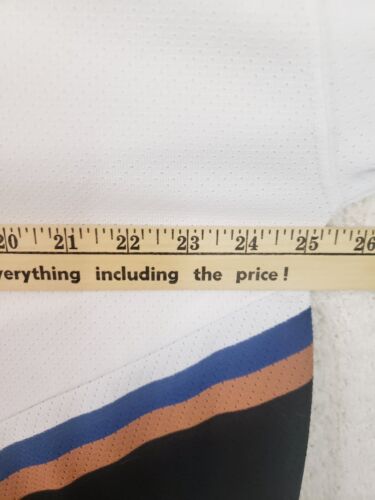 20 21 22 23 24 25 26
verything including the price!